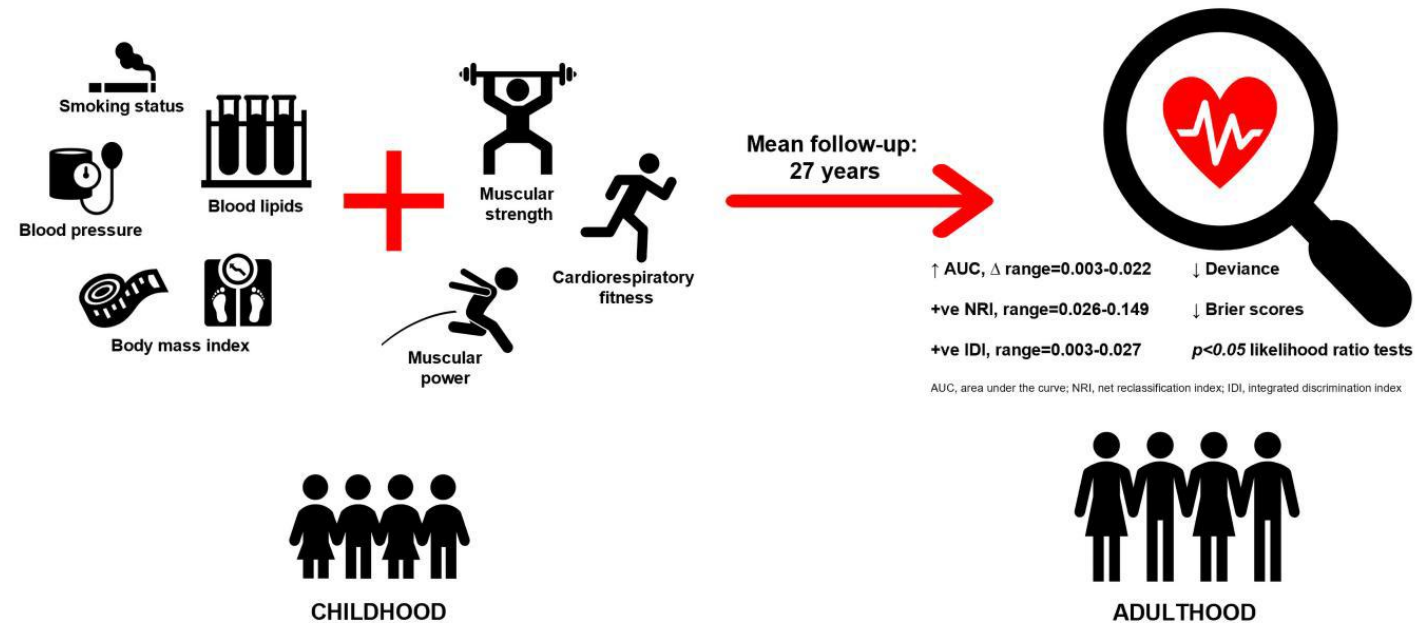 Smoking status
Blood lipids
Blood pressure
Body mass index
Muscular
strength
Cardiorespiratory
fitness
Muscular
power
Mean follow-up:
27 years
↑ AUC, Δ range=0.003-0.022
↓ Deviance
+ve NRI, range=0.026-0.149
↓ Brier scores
+ve IDI, range=0.003-0.027
p<0.05 likelihood ratio tests
AUC, area under the curve; NRI, net reclassification index; IDI, integrated discrimination index
CHILDHOOD
ADULTHOOD